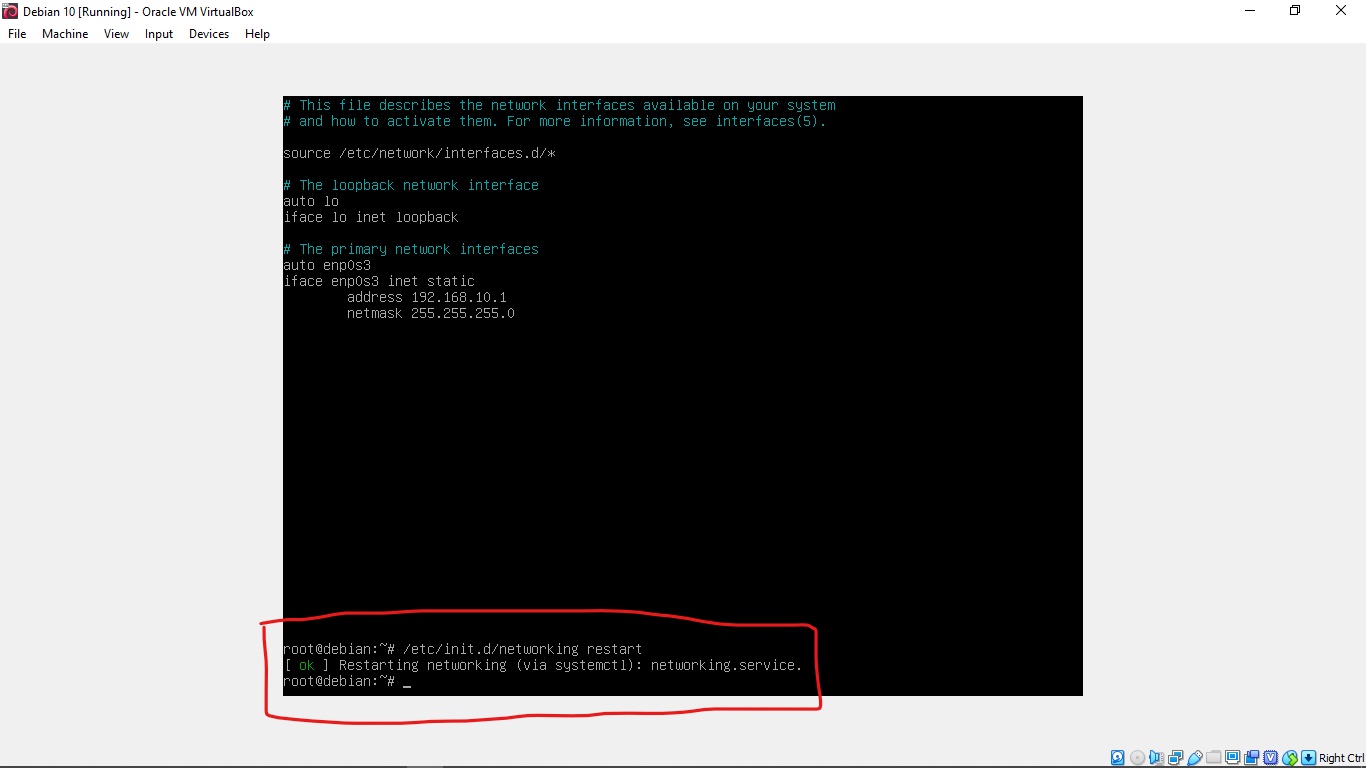 Debian 10 [Running] - Oracle VM VirtualBox
File Machine View Input Devices Help
# This file describes the network interfaces available on your system
# and how to activate them. For more information, see interfaces(5).
source /etc/network/interfaces.d/*
# The loopback network interface
auto lo
iface lo inet loopback
# The primary network interfaces
auto enp0s3
iface enp0s3 inet static
address 192.168.10.1
netmask 255.255.255.0
root@debian:~# /etc/init.d/networking restart
[ ok ] Restarting networking (via systemctl): networking.service.
root@debian:~# _
Right Ctrl